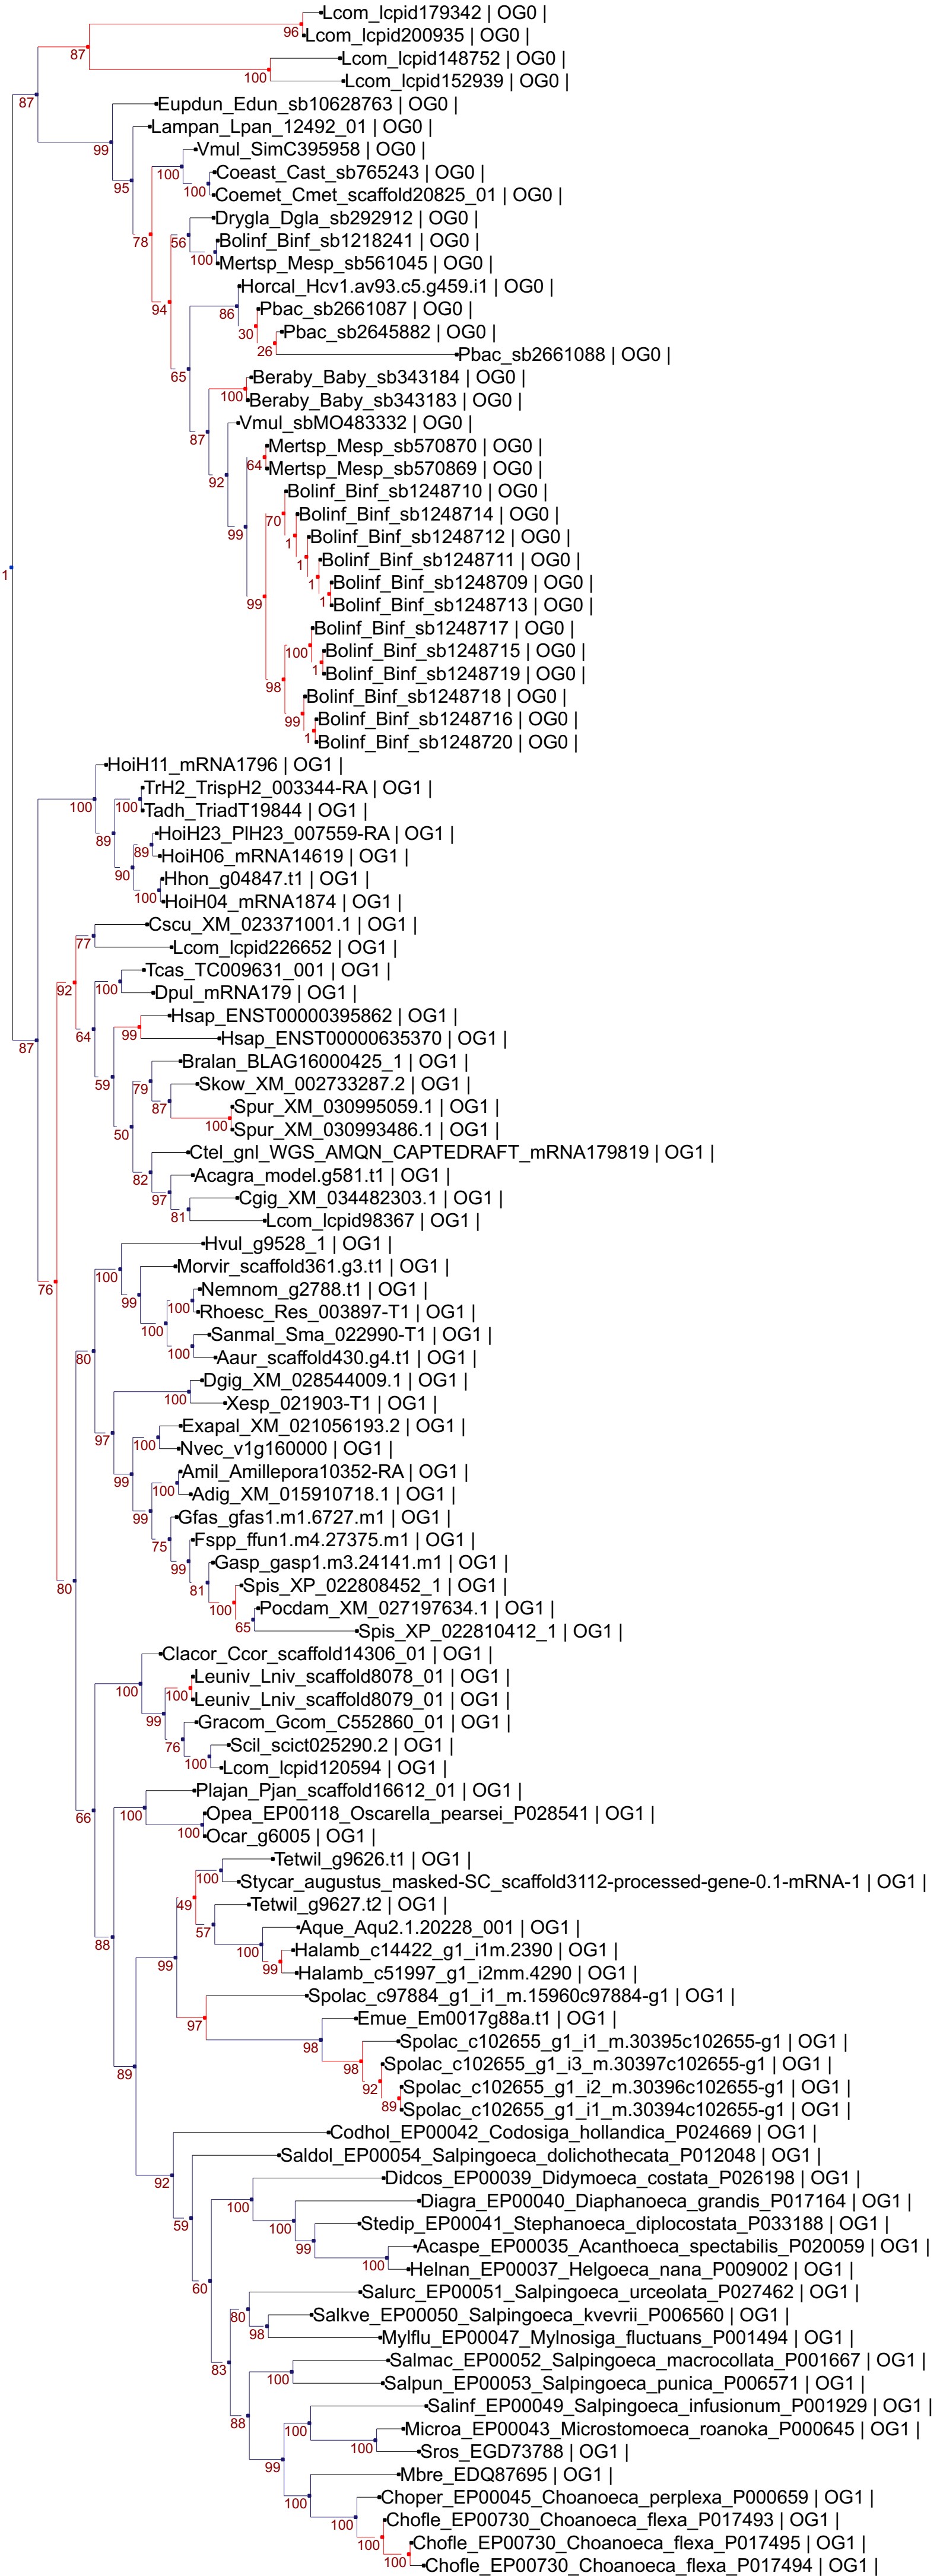 Lcom_lcpid179342 | OG0 |
96
Lcom_lcpid200935 | OG0 |
87
Lcom_lcpid148752 | OG0 |
100
Lcom_lcpid152939 | OG0 |
87
Eupdun_Edun_sb10628763 | OG0 |
Lampan_Lpan_12492_01 | OG0 |
99
Vmul_SimC395958 | OG0 |
100
Coeast_Cast_sb765243 | OG0 |
95
100
Coemet_Cmet_scaffold20825_01 | OG0 |
Drygla_Dgla_sb292912 | OG0 |
78
56
Bolinf_Binf_sb1218241 | OG0 |
100
Mertsp_Mesp_sb561045 | OG0 |
Horcal_Hcv1.av93.c5.g459.i1 | OG0 |
94
86
Pbac_sb2661087 | OG0 |
30
Pbac_sb2645882 | OG0 |
26
Pbac_sb2661088 | OG0 |
65
Beraby_Baby_sb343184 | OG0 |
100
Beraby_Baby_sb343183 | OG0 |
Vmul_sbMO483332 | OG0 |
87
Mertsp_Mesp_sb570870 | OG0 |
64
Mertsp_Mesp_sb570869 | OG0 |
92
Bolinf_Binf_sb1248710 | OG0 |
Bolinf_Binf_sb1248714 | OG0 |
70
99
Bolinf_Binf_sb1248712 | OG0 |
1
Bolinf_Binf_sb1248711 | OG0 |
1
1
Bolinf_Binf_sb1248709 | OG0 |
1
99
Bolinf_Binf_sb1248713 | OG0 |
1
Bolinf_Binf_sb1248717 | OG0 |
100
Bolinf_Binf_sb1248715 | OG0 |
1
Bolinf_Binf_sb1248719 | OG0 |
98
Bolinf_Binf_sb1248718 | OG0 |
99
Bolinf_Binf_sb1248716 | OG0 |
1
Bolinf_Binf_sb1248720 | OG0 |
HoiH11_mRNA1796 | OG1 |
TrH2_TrispH2_003344-RA | OG1 |
100
100
Tadh_TriadT19844 | OG1 |
HoiH23_PlH23_007559-RA | OG1 |
89
89
HoiH06_mRNA14619 | OG1 |
90
Hhon_g04847.t1 | OG1 |
100
HoiH04_mRNA1874 | OG1 |
Cscu_XM_023371001.1 | OG1 |
77
Lcom_lcpid226652 | OG1 |
Tcas_TC009631_001 | OG1 |
92
100
Dpul_mRNA179 | OG1 |
Hsap_ENST00000395862 | OG1 |
64
99
Hsap_ENST00000635370 | OG1 |
87
Bralan_BLAG16000425_1 | OG1 |
59
79
Skow_XM_002733287.2 | OG1 |
87
Spur_XM_030995059.1 | OG1 |
100
Spur_XM_030993486.1 | OG1 |
50
Ctel_gnl_WGS_AMQN_CAPTEDRAFT_mRNA179819 | OG1 |
82
Acagra_model.g581.t1 | OG1 |
97
Cgig_XM_034482303.1 | OG1 |
81
Lcom_lcpid98367 | OG1 |
Hvul_g9528_1 | OG1 |
100
Morvir_scaffold361.g3.t1 | OG1 |
76
99
Nemnom_g2788.t1 | OG1 |
100
Rhoesc_Res_003897-T1 | OG1 |
100
Sanmal_Sma_022990-T1 | OG1 |
100
80
Aaur_scaffold430.g4.t1 | OG1 |
Dgig_XM_028544009.1 | OG1 |
100
Xesp_021903-T1 | OG1 |
Exapal_XM_021056193.2 | OG1 |
97
100
Nvec_v1g160000 | OG1 |
Amil_Amillepora10352-RA | OG1 |
99
100
Adig_XM_015910718.1 | OG1 |
99
Gfas_gfas1.m1.6727.m1 | OG1 |
75
Fspp_ffun1.m4.27375.m1 | OG1 |
99
Gasp_gasp1.m3.24141.m1 | OG1 |
80
81
Spis_XP_022808452_1 | OG1 |
100
Pocdam_XM_027197634.1 | OG1 |
65
Spis_XP_022810412_1 | OG1 |
Clacor_Ccor_scaffold14306_01 | OG1 |
Leuniv_Lniv_scaffold8078_01 | OG1 |
100
100
Leuniv_Lniv_scaffold8079_01 | OG1 |
99
Gracom_Gcom_C552860_01 | OG1 |
76
Scil_scict025290.2 | OG1 |
100
Lcom_lcpid120594 | OG1 |
Plajan_Pjan_scaffold16612_01 | OG1 |
66
100
Opea_EP00118_Oscarella_pearsei_P028541 | OG1 |
100
Ocar_g6005 | OG1 |
Tetwil_g9626.t1 | OG1 |
100
Stycar_augustus_masked-SC_scaffold3112-processed-gene-0.1-mRNA-1 | OG1 |
49
Tetwil_g9627.t2 | OG1 |
57
Aque_Aqu2.1.20228_001 | OG1 |
88
100
Halamb_c14422_g1_i1m.2390 | OG1 |
99
99
Halamb_c51997_g1_i2mm.4290 | OG1 |
Spolac_c97884_g1_i1_m.15960c97884-g1 | OG1 |
97
Emue_Em0017g88a.t1 | OG1 |
98
Spolac_c102655_g1_i1_m.30395c102655-g1 | OG1 |
98
Spolac_c102655_g1_i3_m.30397c102655-g1 | OG1 |
89
92
Spolac_c102655_g1_i2_m.30396c102655-g1 | OG1 |
89
Spolac_c102655_g1_i1_m.30394c102655-g1 | OG1 |
Codhol_EP00042_Codosiga_hollandica_P024669 | OG1 |
Saldol_EP00054_Salpingoeca_dolichothecata_P012048 | OG1 |
92
Didcos_EP00039_Didymoeca_costata_P026198 | OG1 |
100
Diagra_EP00040_Diaphanoeca_grandis_P017164 | OG1 |
59
100
Stedip_EP00041_Stephanoeca_diplocostata_P033188 | OG1 |
99
Acaspe_EP00035_Acanthoeca_spectabilis_P020059 | OG1 |
100
Helnan_EP00037_Helgoeca_nana_P009002 | OG1 |
60
Salurc_EP00051_Salpingoeca_urceolata_P027462 | OG1 |
80
Salkve_EP00050_Salpingoeca_kvevrii_P006560 | OG1 |
98
Mylflu_EP00047_Mylnosiga_fluctuans_P001494 | OG1 |
83
Salmac_EP00052_Salpingoeca_macrocollata_P001667 | OG1 |
100
Salpun_EP00053_Salpingoeca_punica_P006571 | OG1 |
88
Salinf_EP00049_Salpingoeca_infusionum_P001929 | OG1 |
100
Microa_EP00043_Microstomoeca_roanoka_P000645 | OG1 |
100
Sros_EGD73788 | OG1 |
99
Mbre_EDQ87695 | OG1 |
100
Choper_EP00045_Choanoeca_perplexa_P000659 | OG1 |
100
Chofle_EP00730_Choanoeca_flexa_P017493 | OG1 |
100
Chofle_EP00730_Choanoeca_flexa_P017495 | OG1 |
100
Chofle_EP00730_Choanoeca_flexa_P017494 | OG1 |